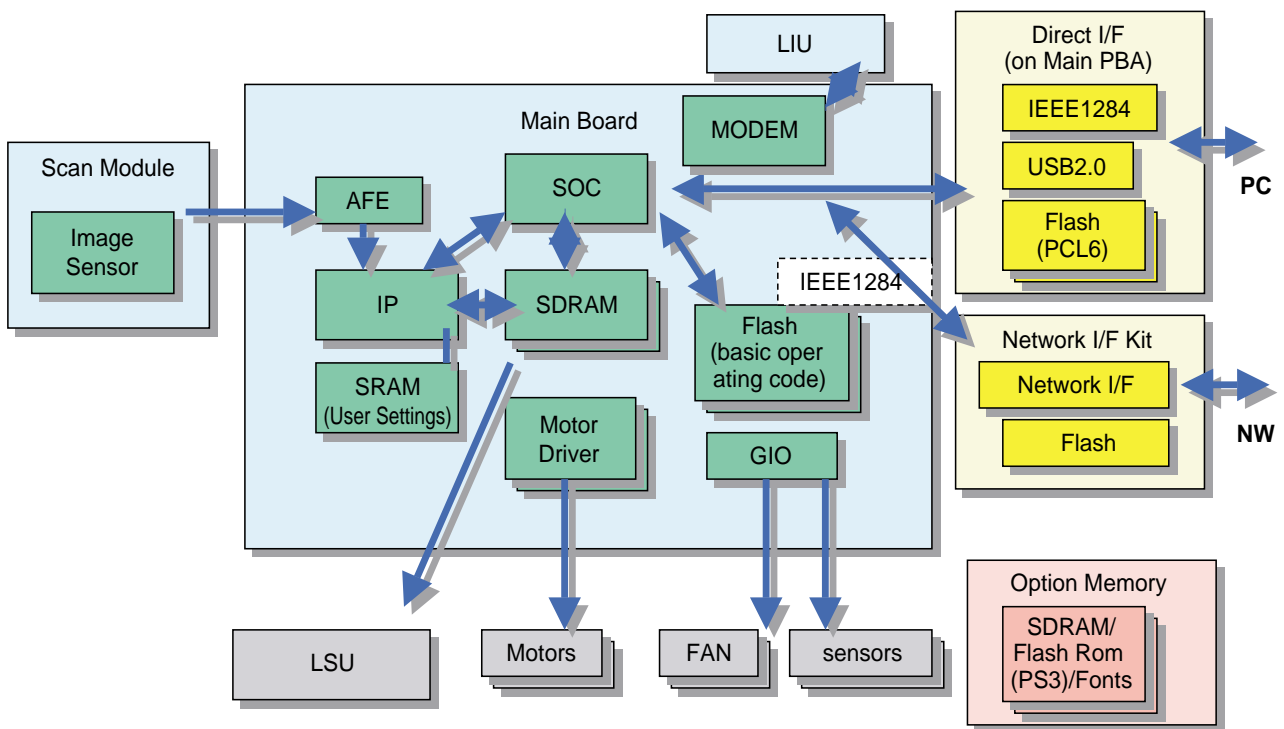 LIU
Direct I/F
(on Main PBA)
IEEE1284
USB2.0
Flash
(PCL6)
PC
Main Board
MODEM
Scan Module
Image
Sensor
AFE
SOC
IP
SDRAM
IEEE1284
Flash
(basic oper
ating code)
SRAM
(User Settings)
Motor
Driver
GIO
Network I/F Kit
Network I/F
Flash
NW
LSU
Motors
FAN
sensors
Option Memory
SDRAM/
Flash Rom
(PS3)/Fonts